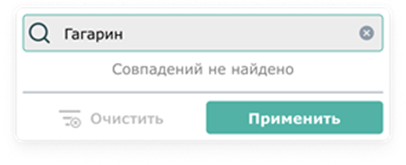 Гагарин
Совпадений не найдено
Очистить Применить